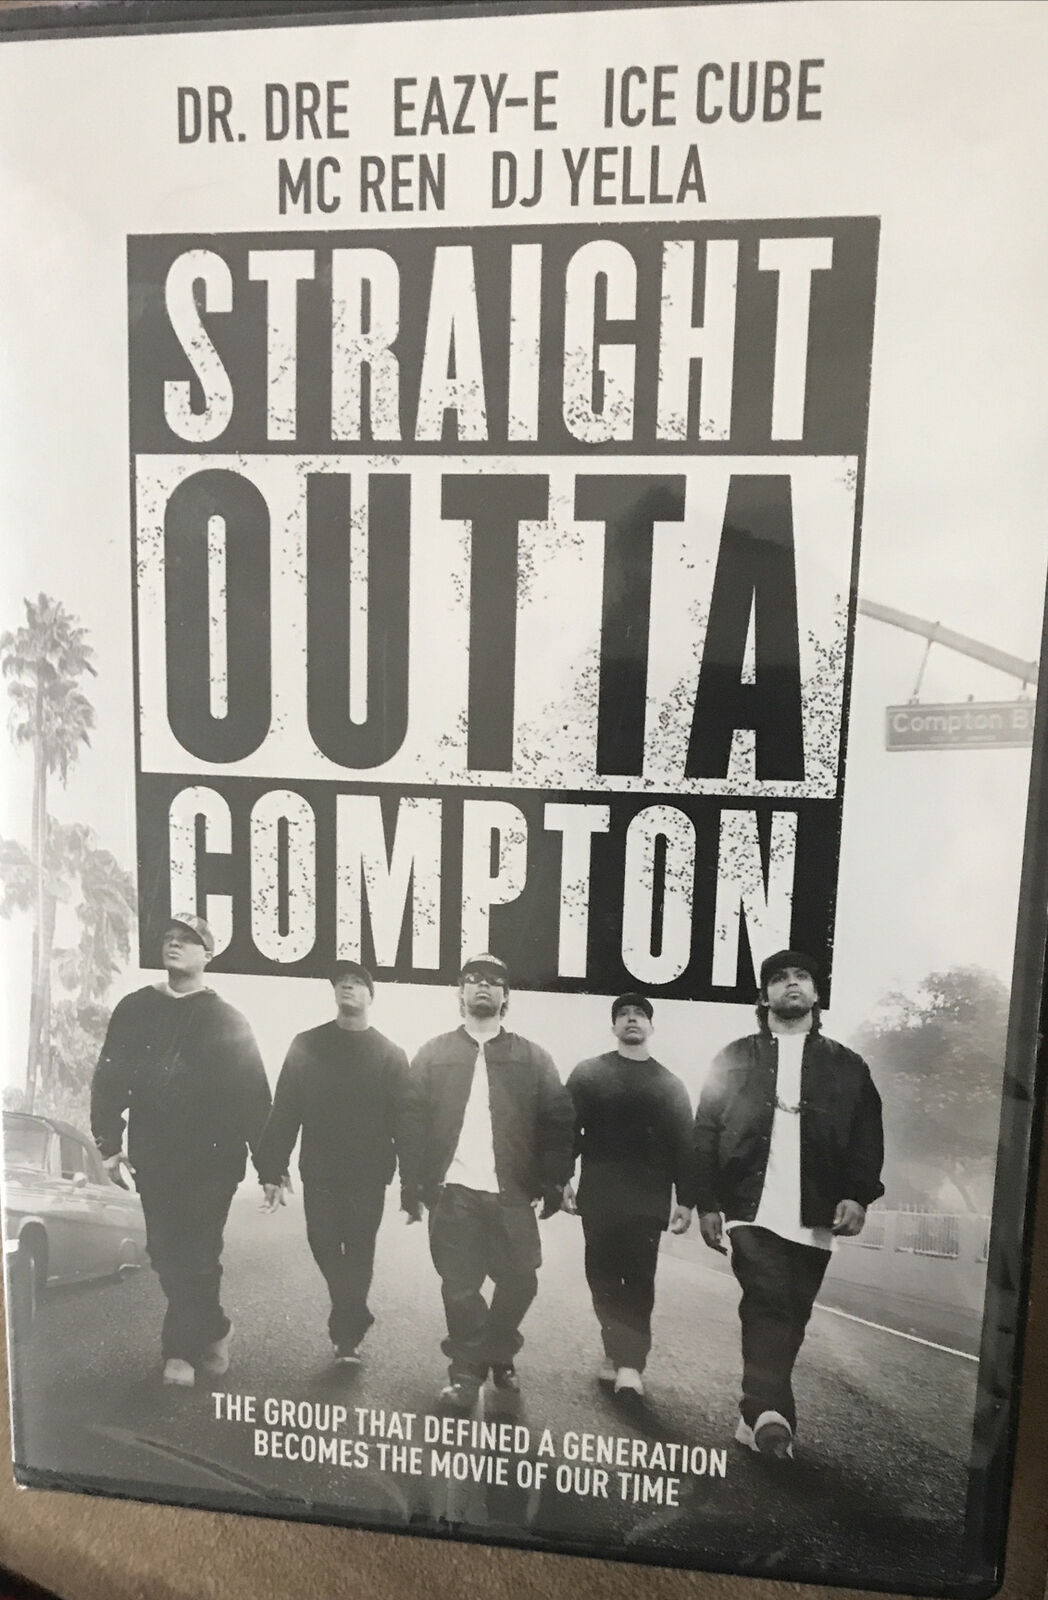 DR. DRE EAZY-E ICE CUBE
MC REN DJ YELLA
STRAIGHT
OUTTA
COMPTON
Compton B
THE GROUP THAT DEFINED A GENERATION
BECOMES THE MOVIE OF OUR TIME